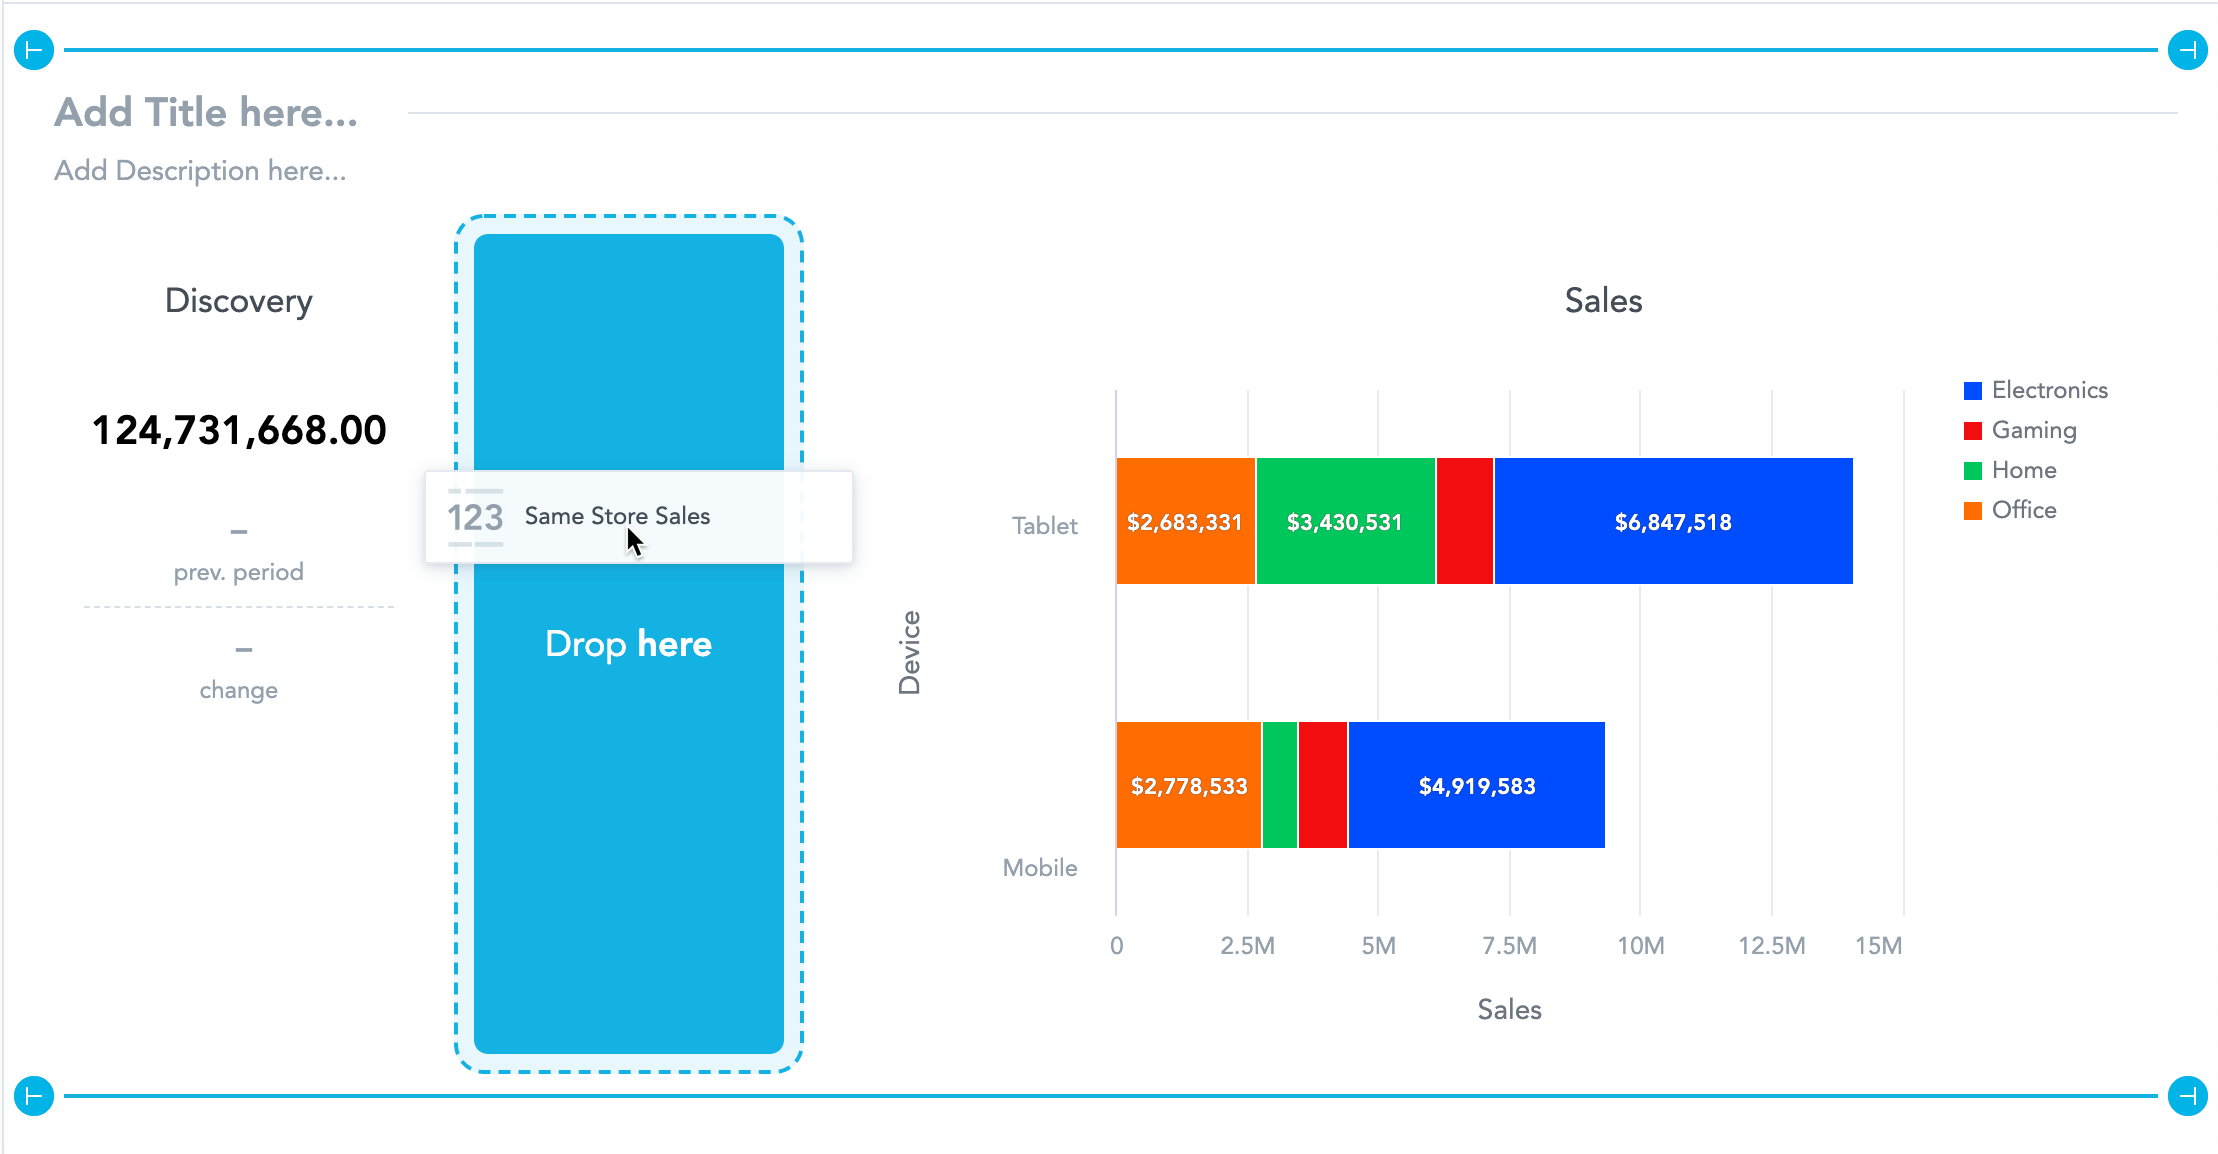 Add Title here...
Add Description here...
Discovery
124,731,668.00
–
prev. period
–
change
123
Same Store Sales
Drop here
Sales
Electronics
Gaming
Home
Office
Device
Tablet
$2,683,331
$3,430,531
$6,847,518
Mobile
$2,778,533
$4,919,583
0
2.5M
5M
7.5M
10M
12.5M
15M
Sales